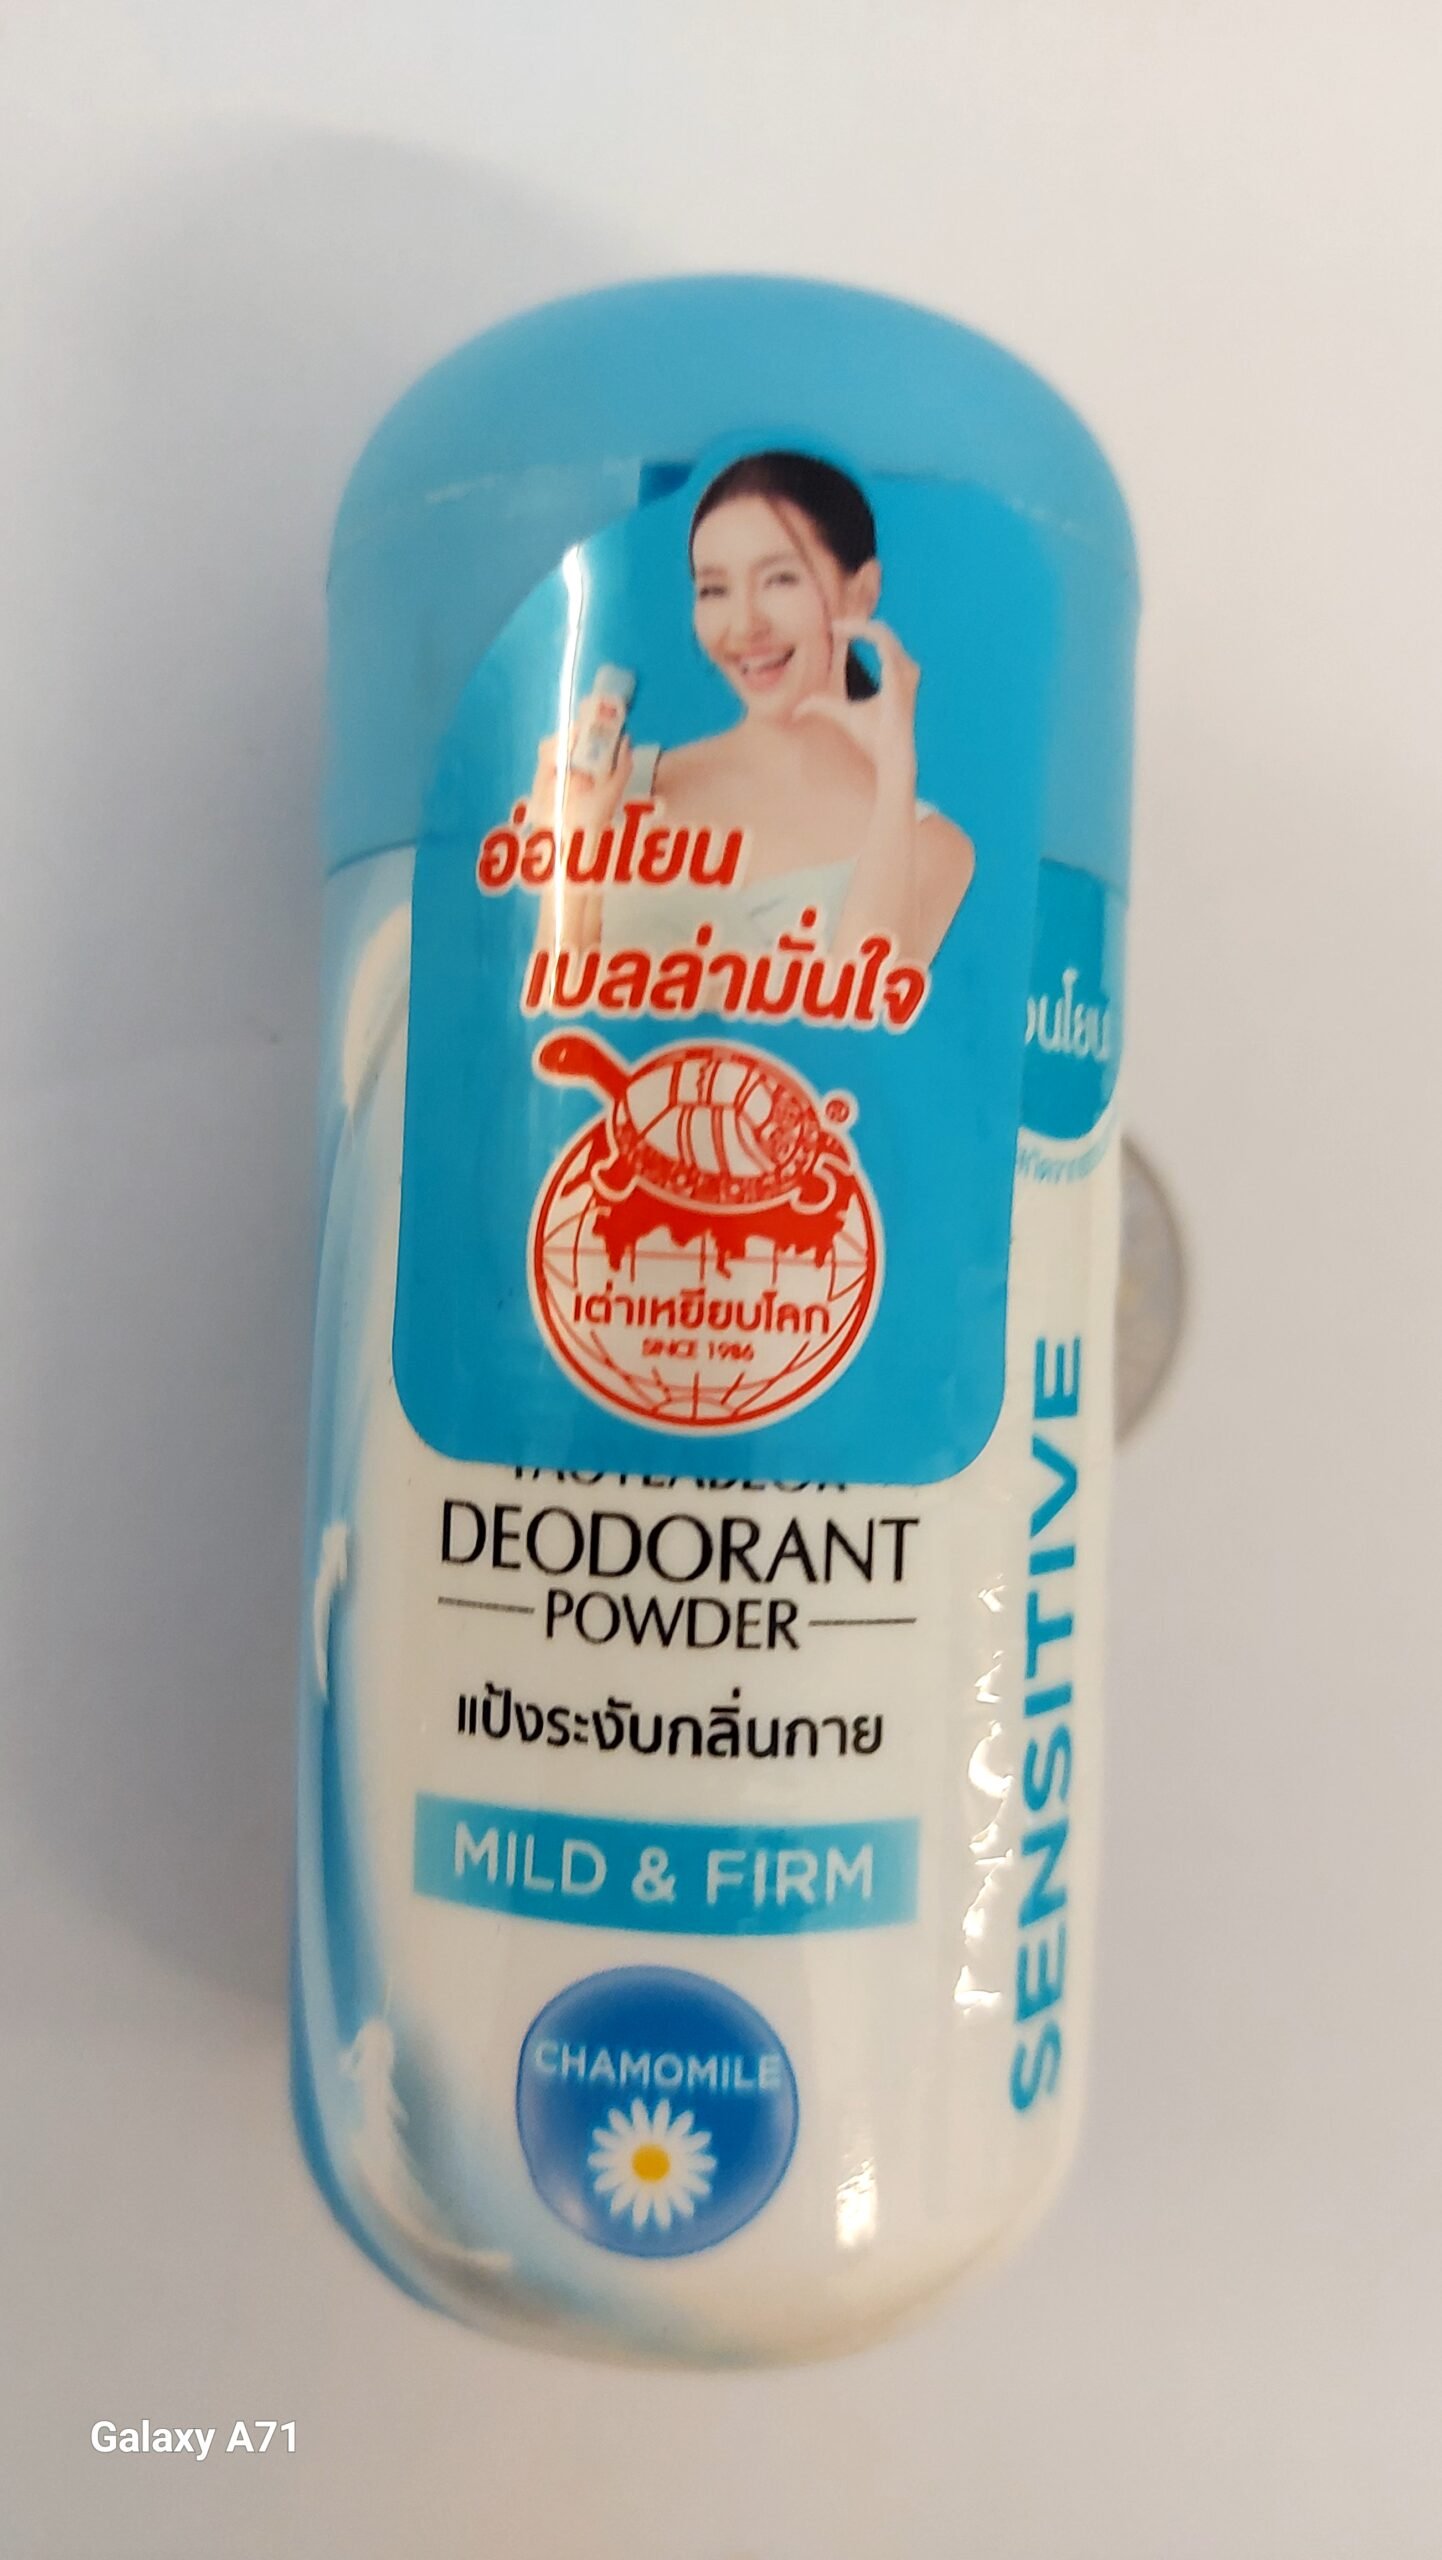 อ่อนโยน
เบลล่ามั่นใจ
เต่าเหยียบโลก
SINCE 1986
DEODORANT
POWDER
แป้งระงับกลิ่นกาย
MILD & FIRM
CHAMOMILE
SENSITIVE
Galaxy A71